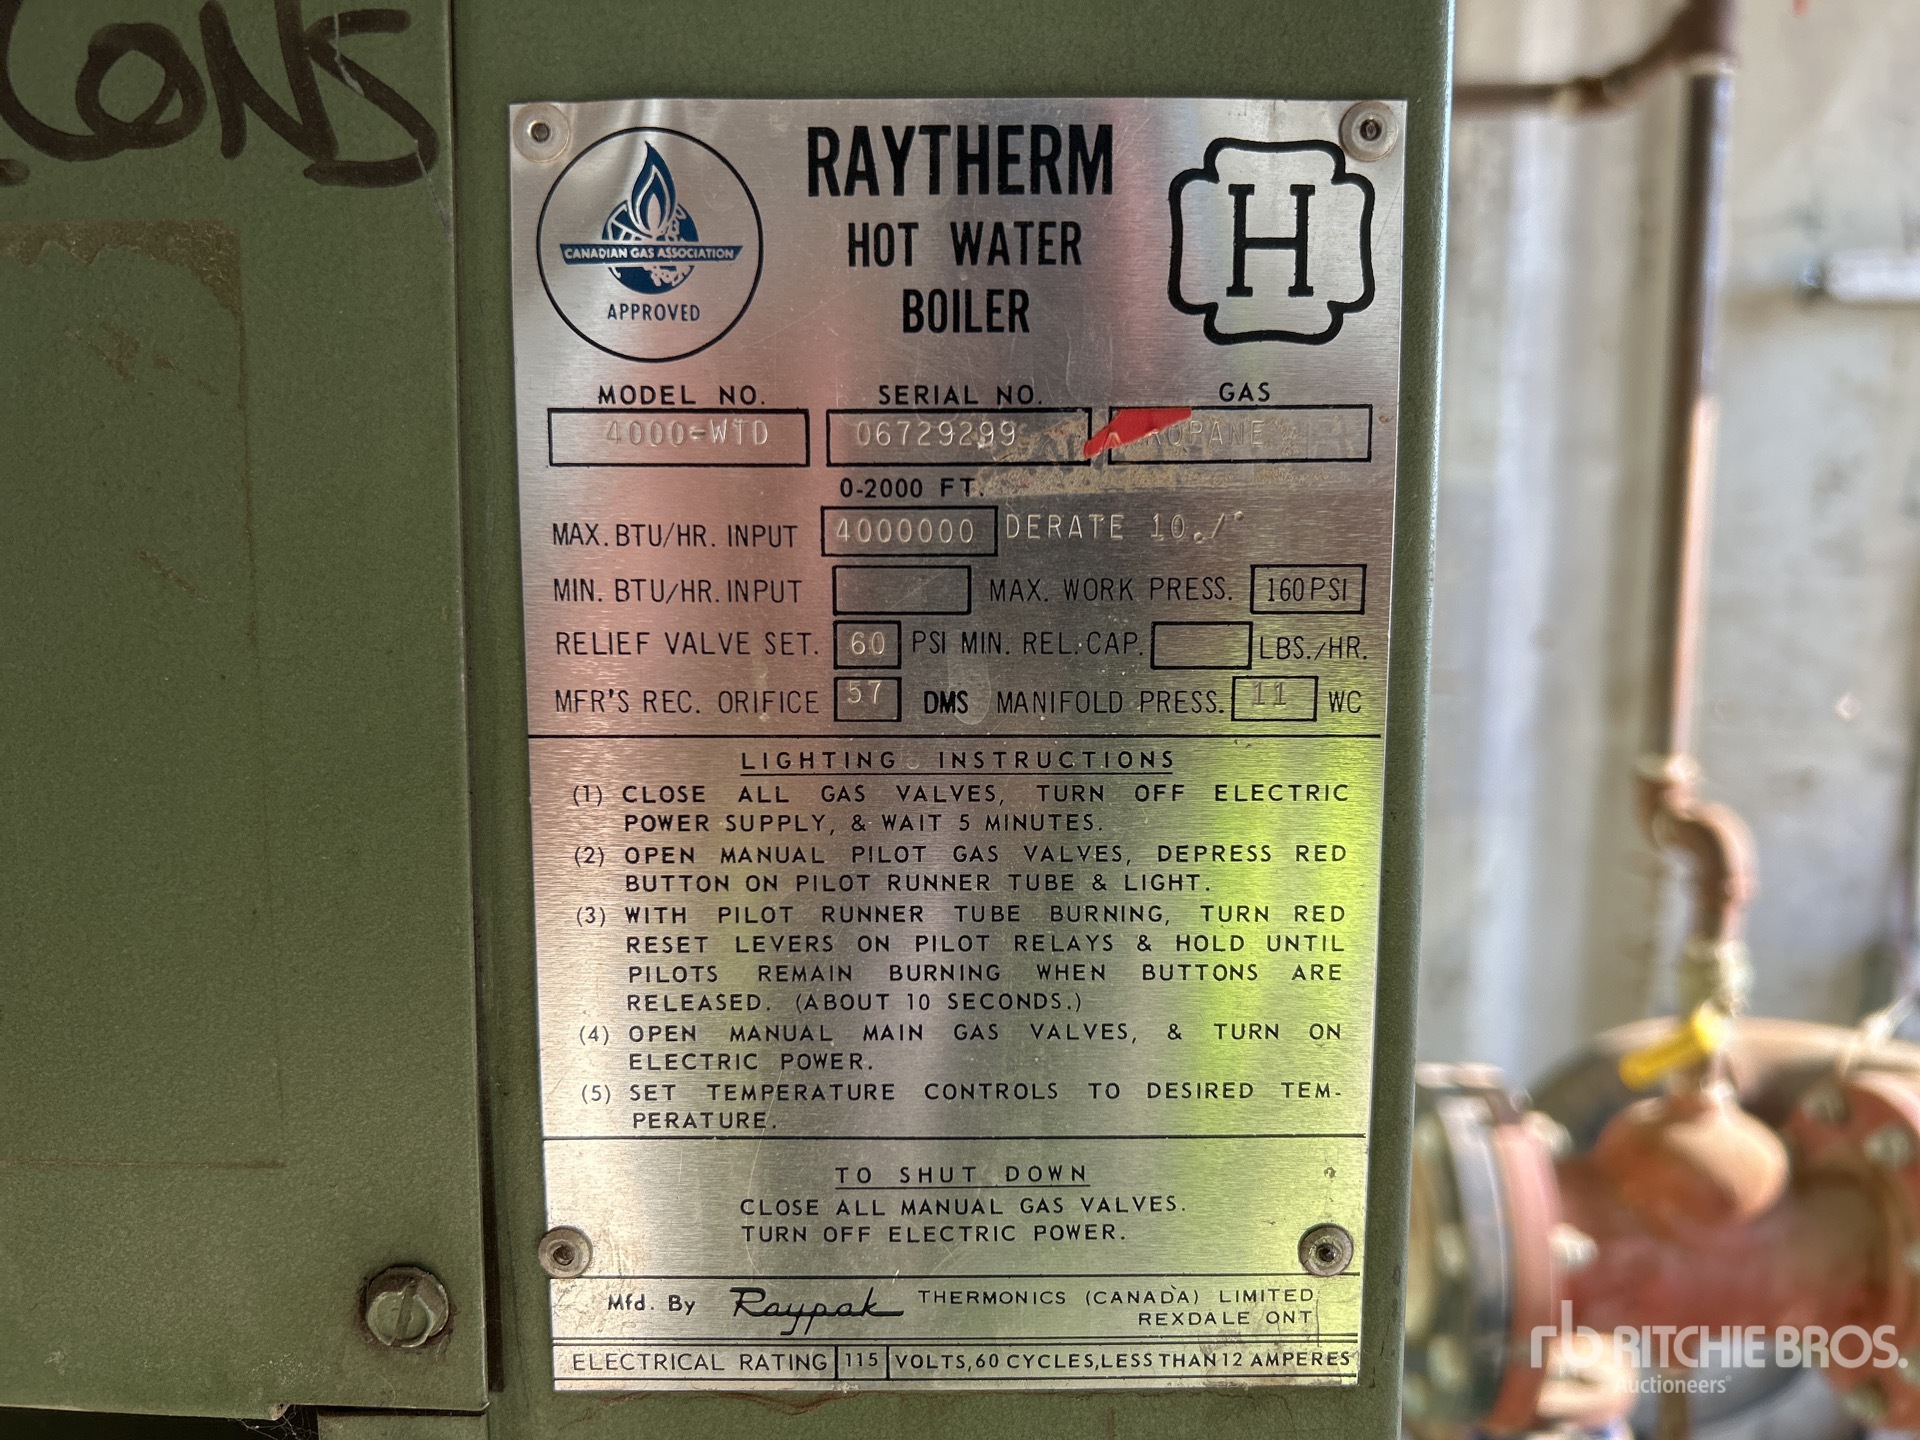 CONS
CANADIAN GAS ASSOCIATION
APPROVED
RAYTHERM
HOT WATER
BOILER
H
MODEL NO. SERIAL NO. GAS
4000-WTD 06729299 ROPANE
0-2000 FT.
MAX. BTU/HR. INPUT 4000000 DERATE 10./°
MIN. BTU/HR. INPUT MAX. WORK PRESS. 160 PSI
RELIEF VALVE SET. 60 PSI MIN. REL. CAP. LBS./HR.
MFR'S REC. ORIFICE 57 DMS MANIFOLD PRESS. 11 WC
LIGHTING INSTRUCTIONS
(1) CLOSE ALL GAS VALVES, TURN OFF ELECTRIC
POWER SUPPLY, & WAIT 5 MINUTES.
(2) OPEN MANUAL PILOT GAS VALVES, DEPRESS RED
BUTTON ON PILOT RUNNER TUBE & LIGHT.
(3) WITH PILOT RUNNER TUBE BURNING, TURN RED
RESET LEVERS ON PILOT RELAYS & HOLD UNTIL
PILOTS REMAIN BURNING WHEN BUTTONS ARE
RELEASED. (ABOUT 10 SECONDS.)
(4) OPEN MANUAL MAIN GAS VALVES, & TURN ON
ELECTRIC POWER.
(5) SET TEMPERATURE CONTROLS TO DESIRED TEM-
PERATURE.
TO SHUT DOWN
CLOSE ALL MANUAL GAS VALVES.
TURN OFF ELECTRIC POWER.
Mfd. By Raypak THERMONICS (CANADA) LIMITED
REXDALE ONT
ELECTRICAL RATING 115 VOLTS, 60 CYCLES, LESS THAN 12 AMPERES
rb RITCHIE BROS.
Auctioneers